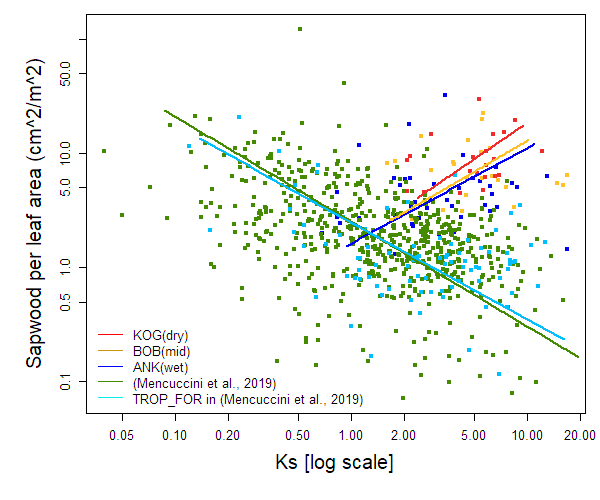 Sapwood per leaf area (cm^2/m^2)
50.0
10.0
5.0
1.0
0.5
0.1
KOG(dry)
BOB(mid)
ANK(wet)
(Mencuccini et al., 2019)
TROP_FOR in (Mencuccini et al., 2019)
0.05 0.10 0.20 0.50 1.00 2.00 5.00 10.00 20.00
Ks [log scale]